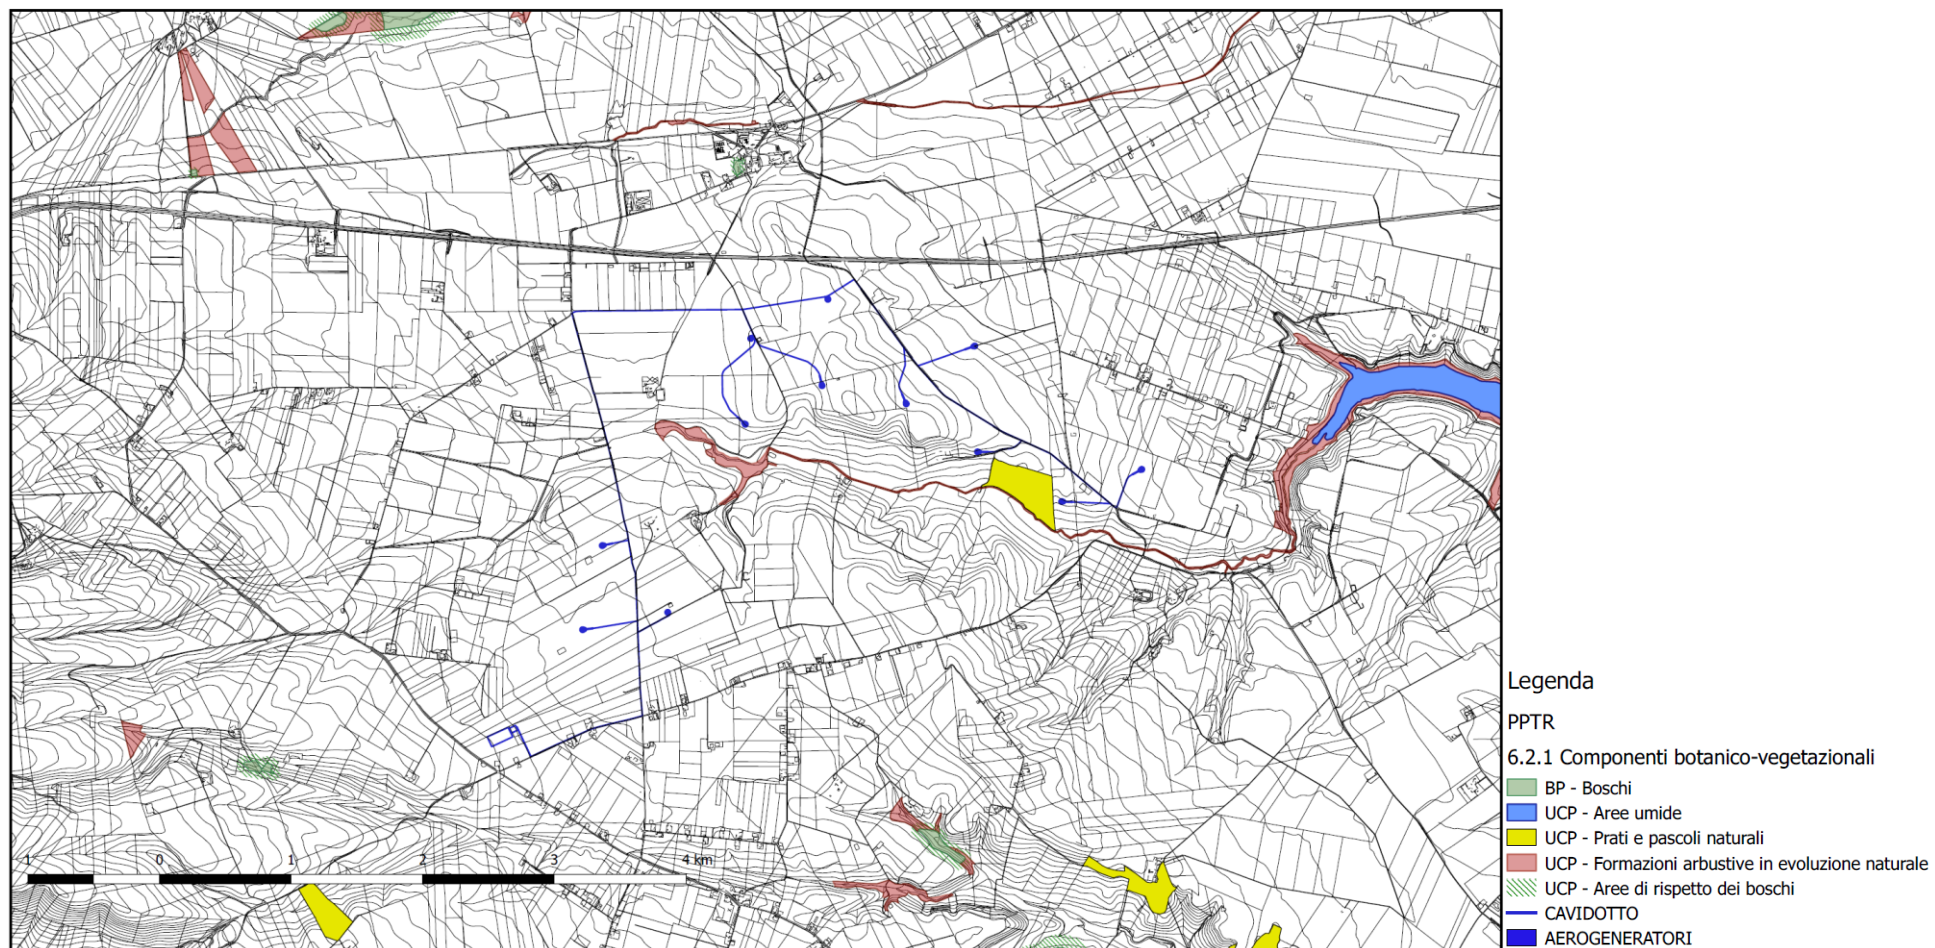 1 0 1 2 3 4 km
Legenda
PPTR
6.2.1 Componenti botanico-vegetazionali
BP - Boschi
UCP - Aree umide
UCP - Prati e pascoli naturali
UCP - Formazioni arbustive in evoluzione naturale
UCP - Aree di rispetto dei boschi
CAVIDOTTO
AEROGENERATORI